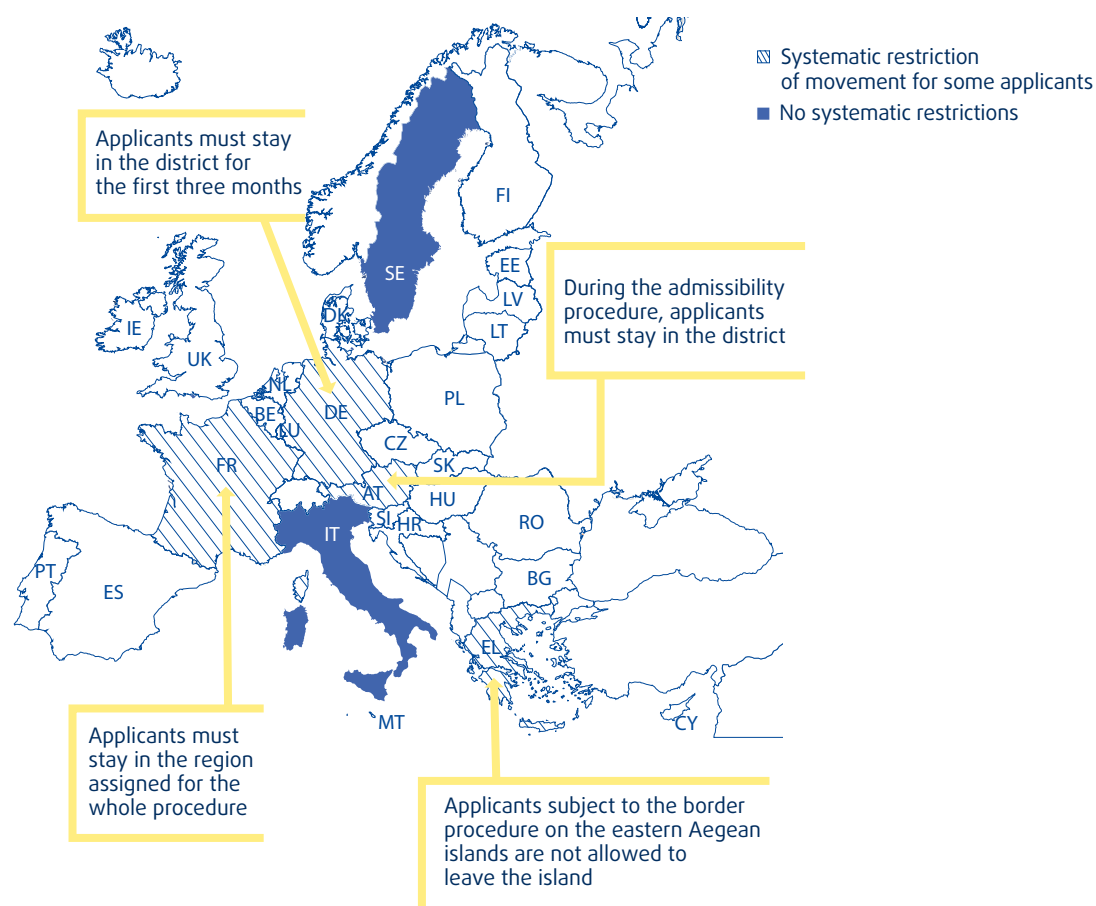 Systematic restriction
of movement for some applicants
No systematic restrictions
Applicants must stay
in the district for
the first three months
FI
SE
EE
During the admissibility
procedure, applicants
must stay in the district
LV
DK
IE
LT
UK
NL
PL
BE
DE
LU
CZ
FR
SK
AT
HU
SI
HR
RO
IT
PT
ES
BG
EL
MT
CY
Applicants must
stay in the region
assigned for the
whole procedure
Applicants subject to the border
procedure on the eastern Aegean
islands are not allowed to
leave the island